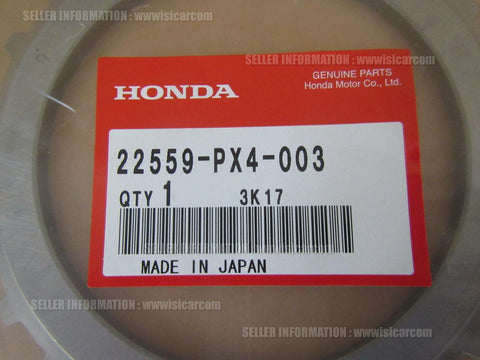 SELLER INFORMATION : wwwisicarcom
SELLER INFORMATION : wwwisicarcom
GENUINE PARTS
HONDA
Honda Motor Co., Ltd.
22559-PX4-003
QTY 1 3K17
MADE IN JAPAN
SELLER INFORMATION : wwwisicarcom
SELLER INFORMATION : wwwisicarcom